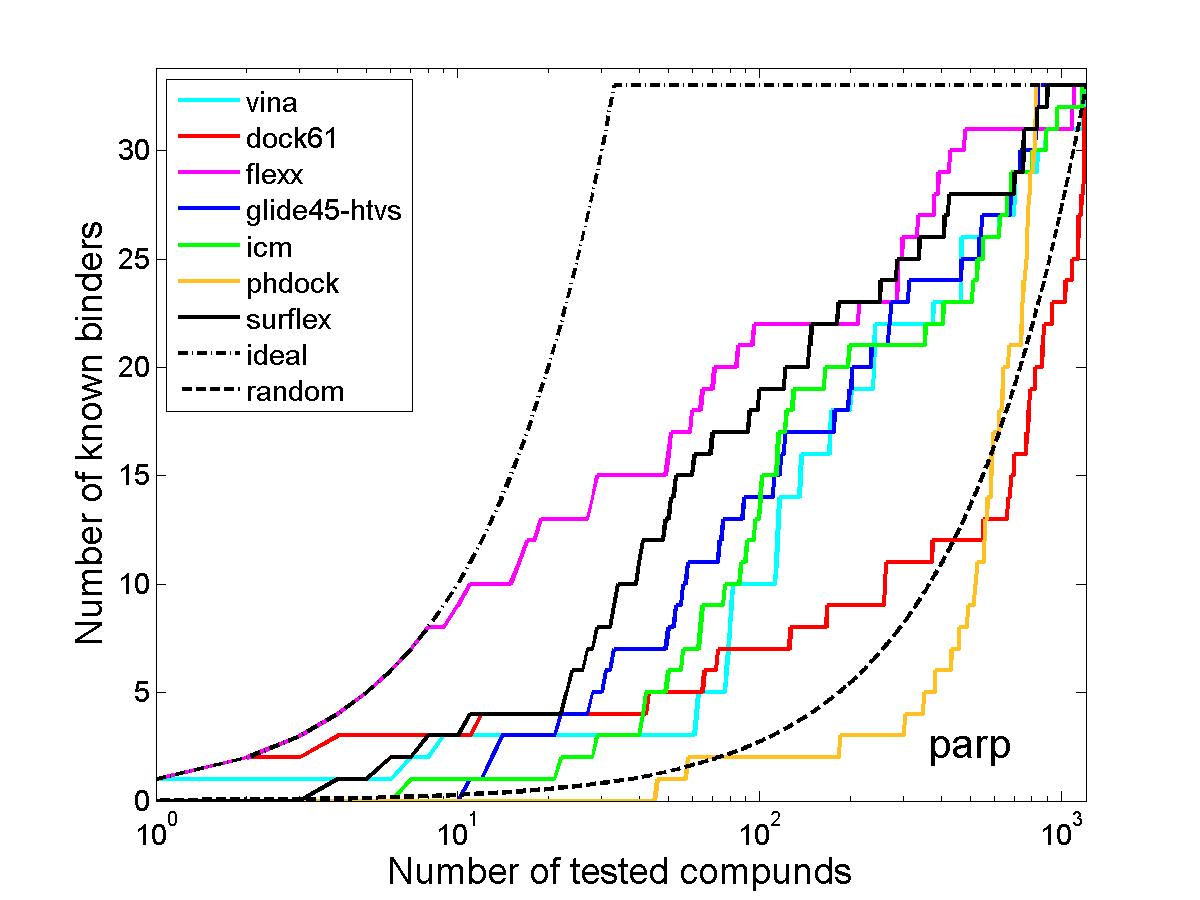 vina
dock61
flexx
glide45-htvs
icm
phdock
surflex
ideal
random
30
25
20
15
10
5
0
10^0
10^1
10^2
10^3
parp
Number of known binders
Number of tested compunds